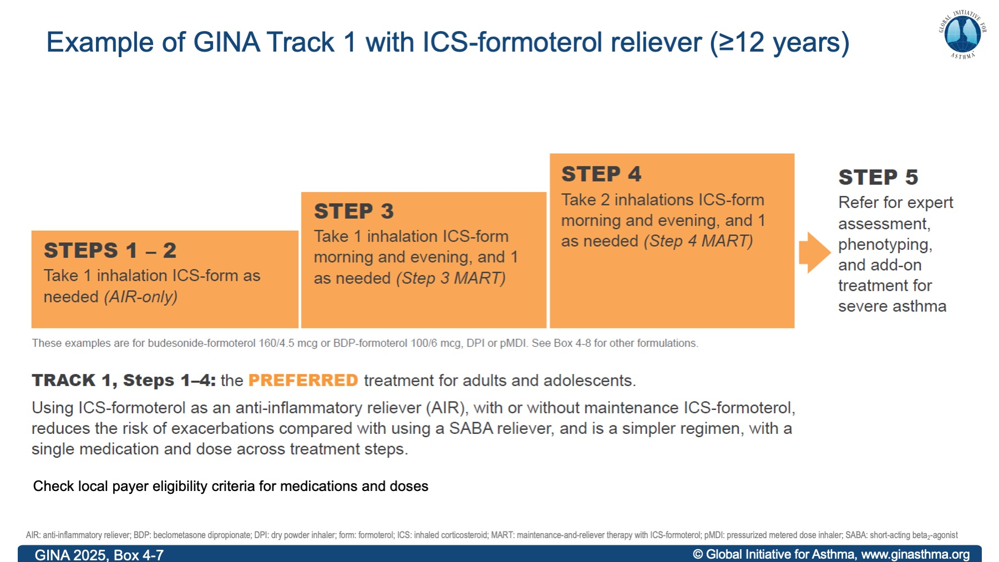 Example of GINA Track 1 with ICS-formoterol reliever (≥12 years)
GLOBAL INITIATIVE FOR
ASTHMA
STEPS 1 – 2
Take 1 inhalation ICS-form as
needed (AIR-only)
STEP 3
Take 1 inhalation ICS-form
morning and evening, and 1
as needed (Step 3 MART)
STEP 4
Take 2 inhalations ICS-form
morning and evening, and 1
as needed (Step 4 MART)
STEP 5
Refer for expert
assessment,
phenotyping,
and add-on
treatment for
severe asthma
These examples are for budesonide-formoterol 160/4.5 mcg or BDP-formoterol 100/6 mcg, DPI or pMDI. See Box 4-8 for other formulations.
TRACK 1, Steps 1–4: the PREFERRED treatment for adults and adolescents.
Using ICS-formoterol as an anti-inflammatory reliever (AIR), with or without maintenance ICS-formoterol,
reduces the risk of exacerbations compared with using a SABA reliever, and is a simpler regimen, with a
single medication and dose across treatment steps.
Check local payer eligibility criteria for medications and doses
AIR: anti-inflammatory reliever; BDP: beclometasone dipropionate; DPI: dry powder inhaler; form: formoterol; ICS: inhaled corticosteroid; MART: maintenance-and-reliever therapy with ICS-formoterol; pMDI: pressurized metered dose inhaler; SABA: short-acting beta₂-agonist
GINA 2025, Box 4-7
© Global Initiative for Asthma, www.ginasthma.org